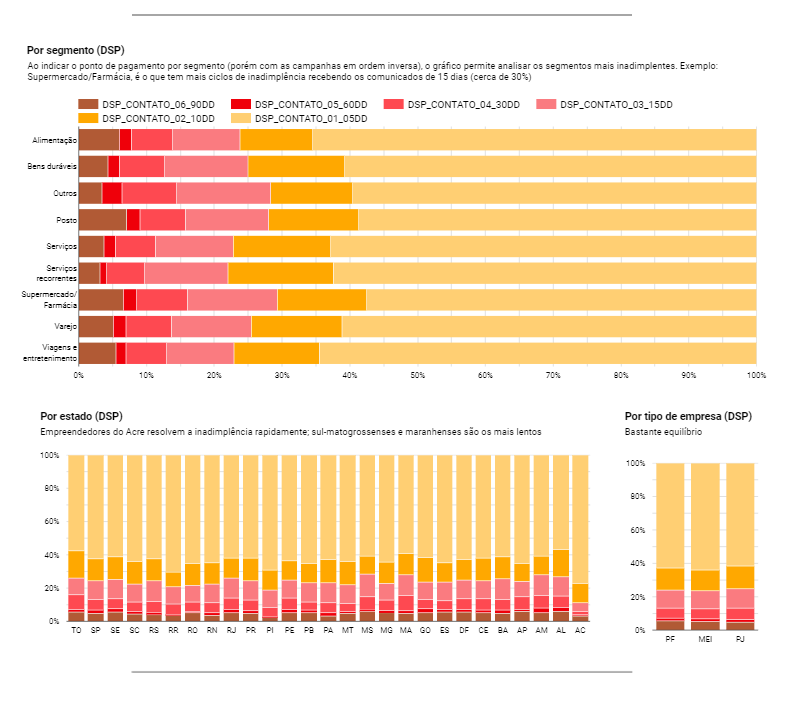 Por segmento (DSP)
Ao indicar o ponto de pagamento por segmento (porém com as campanhas em ordem inversa), o gráfico permite analisar os segmentos mais inadimplentes. Exemplo:
Supermercado/Farmácia, é o que tem mais ciclos de inadimplência recebendo os comunicados de 15 dias (cerca de 30%)
DSP_CONTATO_06_90DD DSP_CONTATO_05_60DD DSP_CONTATO_04_30DD DSP_CONTATO_03_15DD
DSP_CONTATO_02_10DD DSP_CONTATO_01_05DD
Alimentação
Bens duráveis
Outros
Posto
Serviços
Serviços
recorrentes
Supermercado/
Farmácia
Varejo
Viagens e
entretenimento
0% 10% 20% 30% 40% 50% 60% 70% 80% 90% 100%
Por estado (DSP)
Empreendedores do Acre resolvem a inadimplência rapidamente; sul-matogrossenses e maranhenses são os mais lentos
100%
80%
60%
40%
20%
0%
TO SP SE SC RS RR RO RN RJ PR PI PE PB PA MT MS MG MA GO ES DF CE BA AP AM AL AC
Por tipo de empresa (DSP)
Bastante equilíbrio
100%
80%
60%
40%
20%
0%
PF MEI PJ